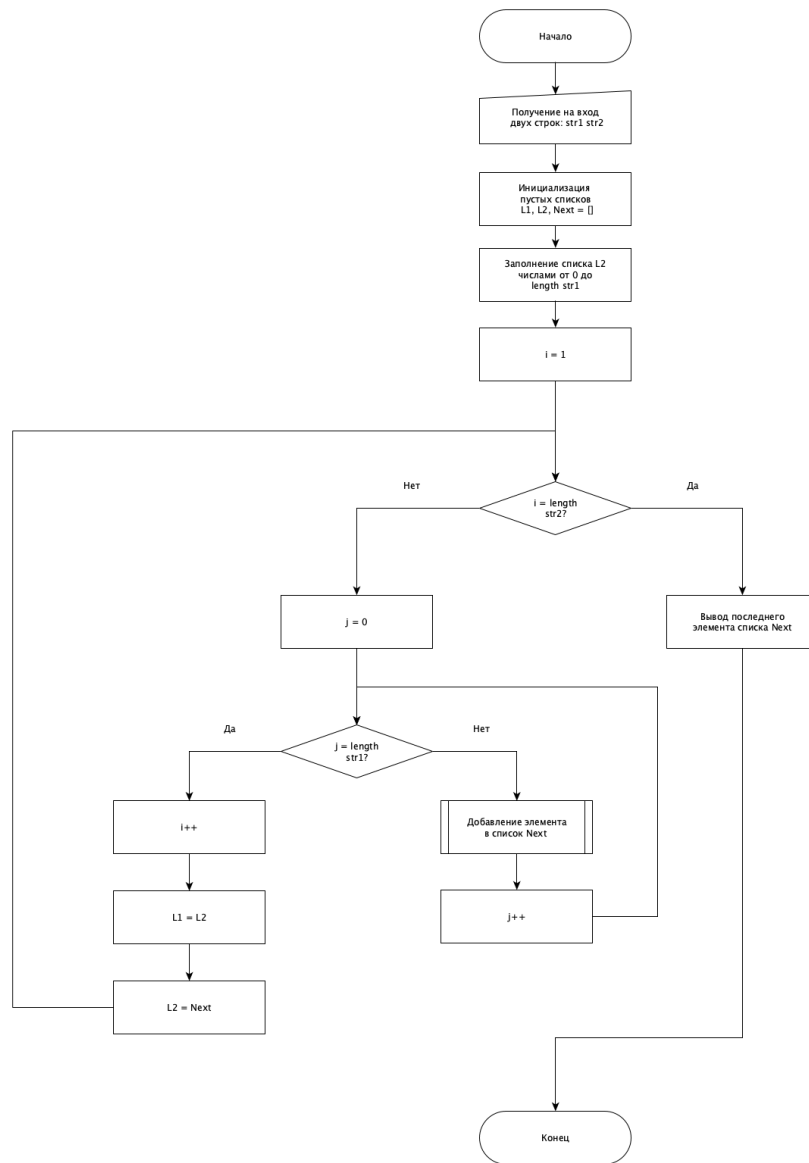 Начало
Получение на вход
двух строк: str1 str2
Инициализация
пустых списков
L1, L2, Next = []
Заполнение списка L2
числами от 0 до
length str1
i = 1
Нет
i = length
str2?
Да
j = 0
Вывод последнего
элемента списка Next
Да
j = length
str1?
Нет
i++
Добавление элемента
в список Next
L1 = L2
j++
L2 = Next
Конец